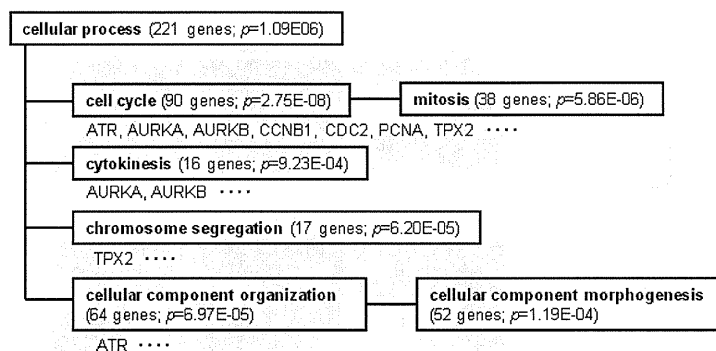 cellular process (221 genes; p=1.09E06)
cell cycle (90 genes; p=2.75E-08)
mitosis (38 genes; p=5.86E-06)
ATR, AURKA, AURKB, CCNB1, CDC2, PCNA, TPX2 ････
cytokinesis (16 genes; p=9.23E-04)
AURKA, AURKB ････
chromosome segregation (17 genes; p=6.20E-05)
TPX2 ････
cellular component organization
(64 genes; p=6.97E-05)
cellular component morphogenesis
(52 genes; p=1.19E-04)
ATR ････